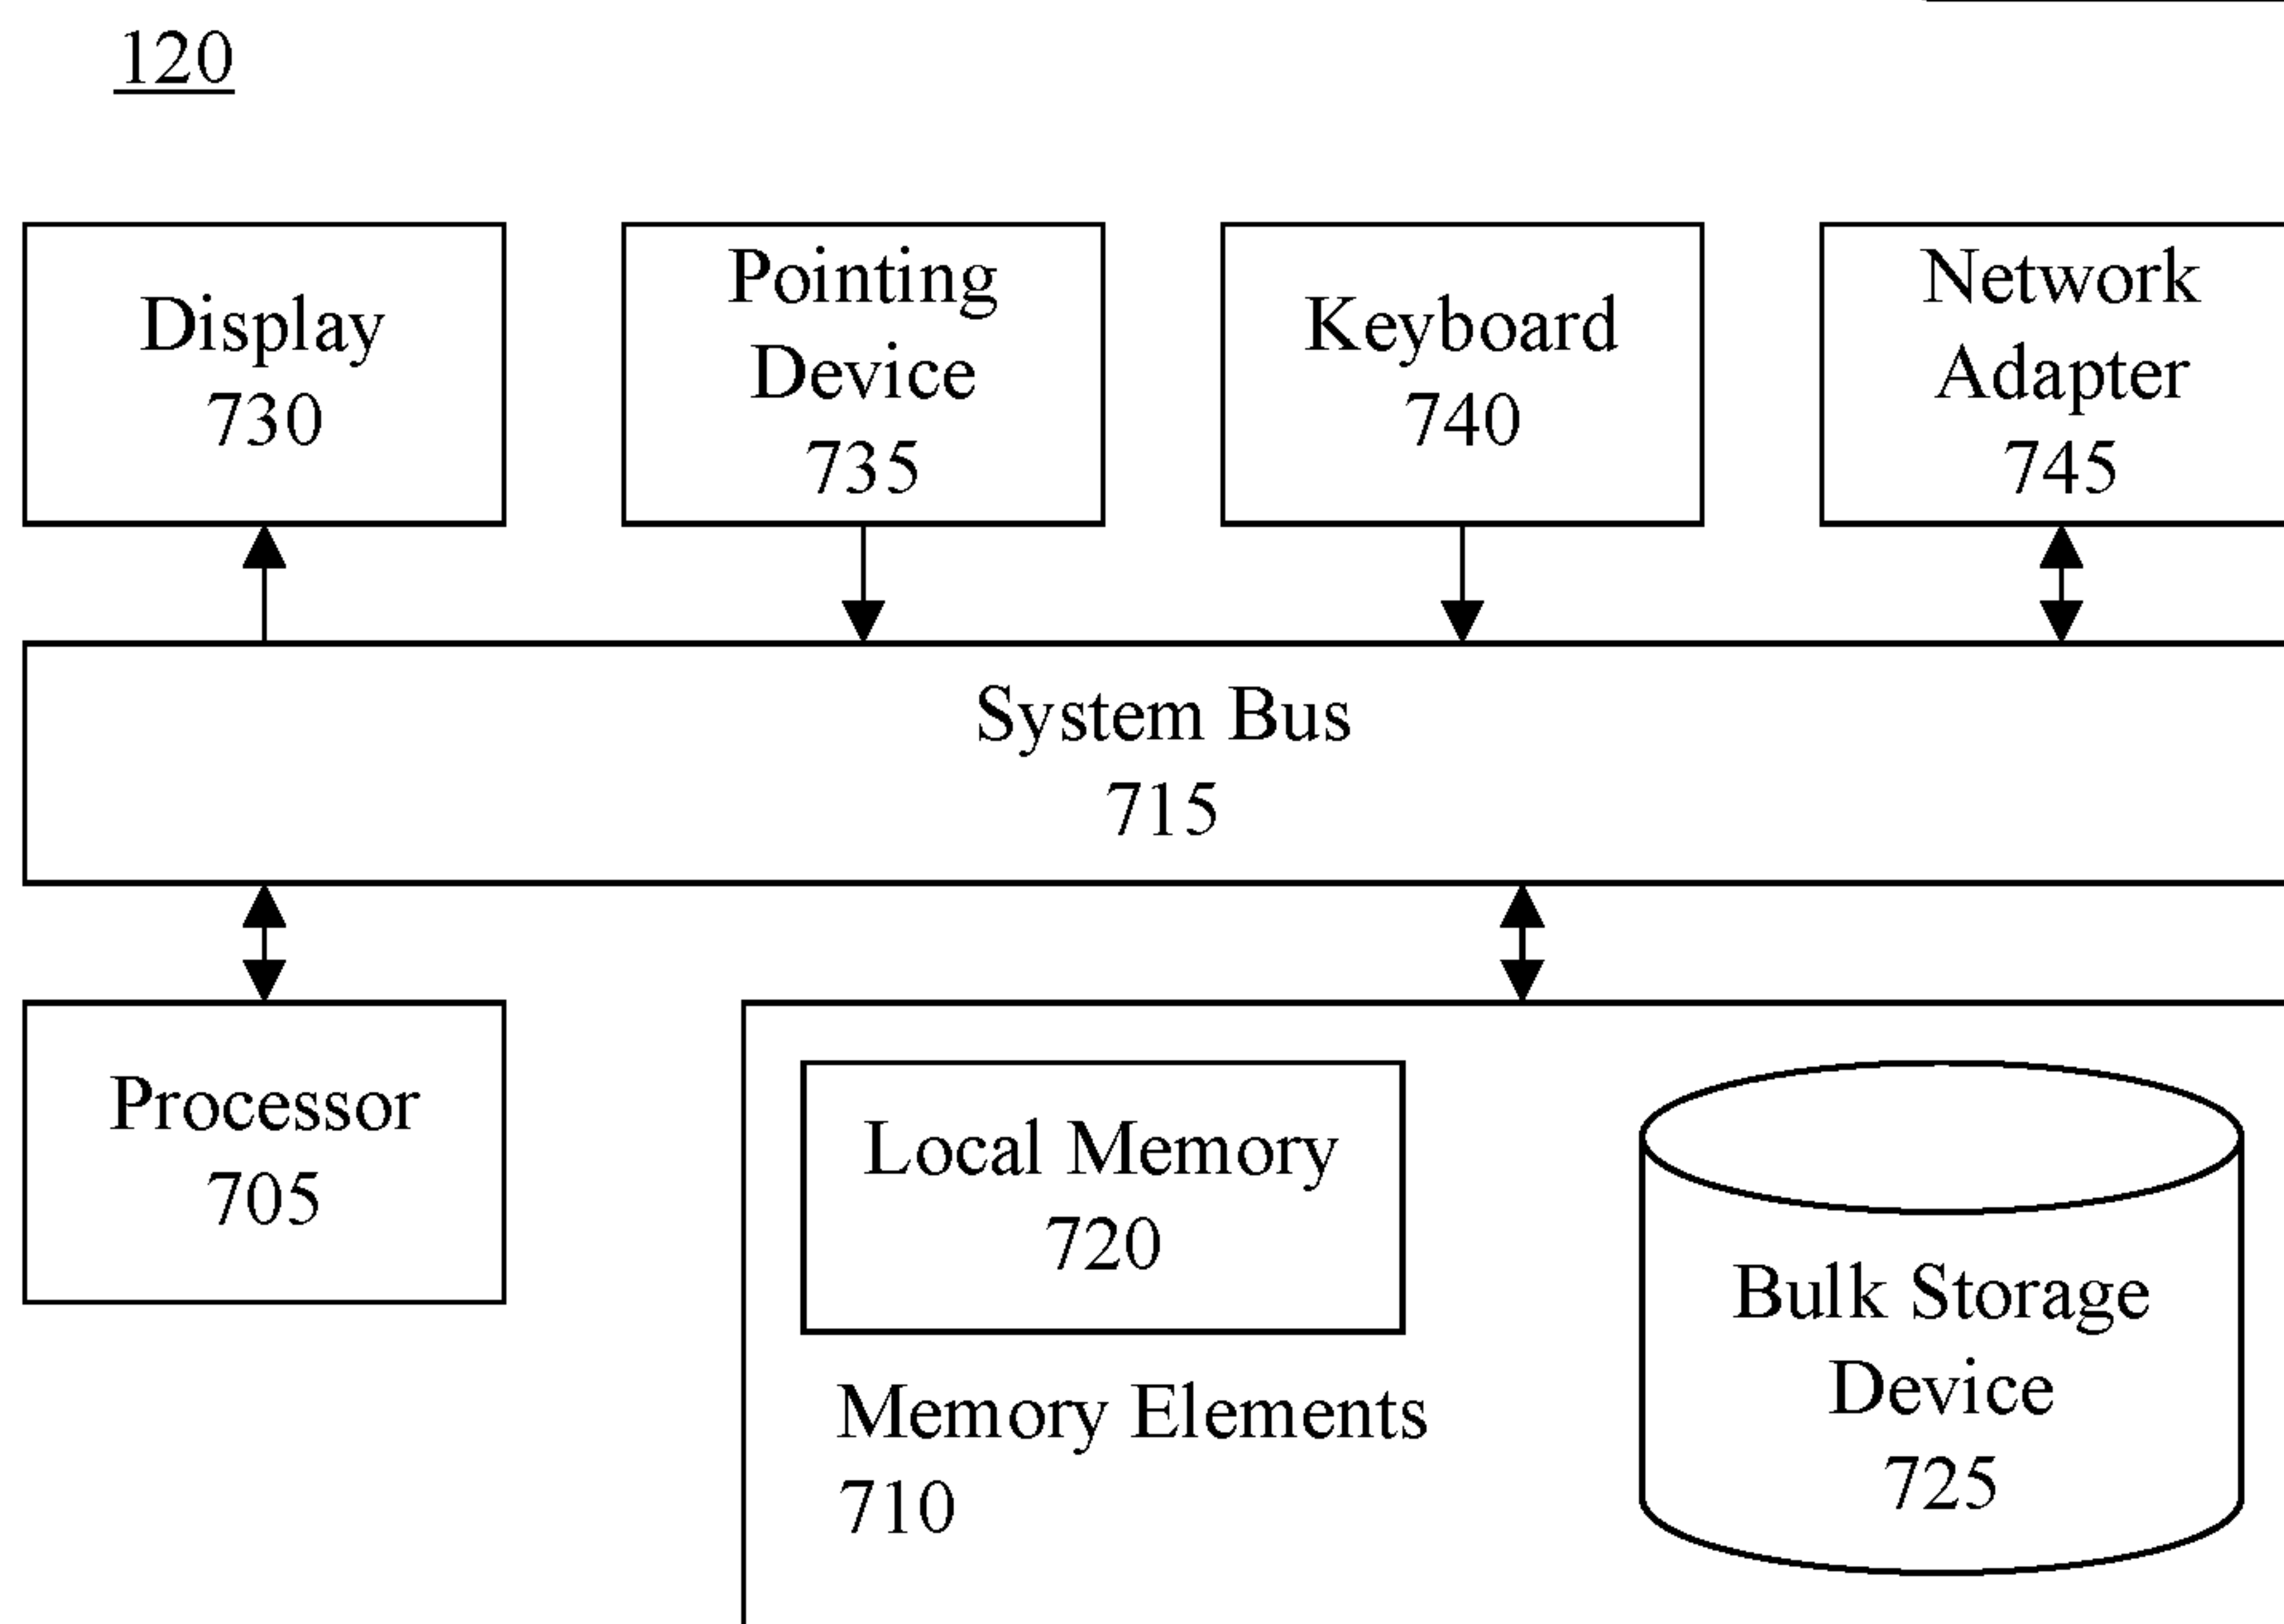 120
Display
730
Pointing
Device
735
Keyboard
740
Network
Adapter
745
System Bus
715
Processor
705
Local Memory
720
Memory Elements
710
Bulk Storage
Device
725